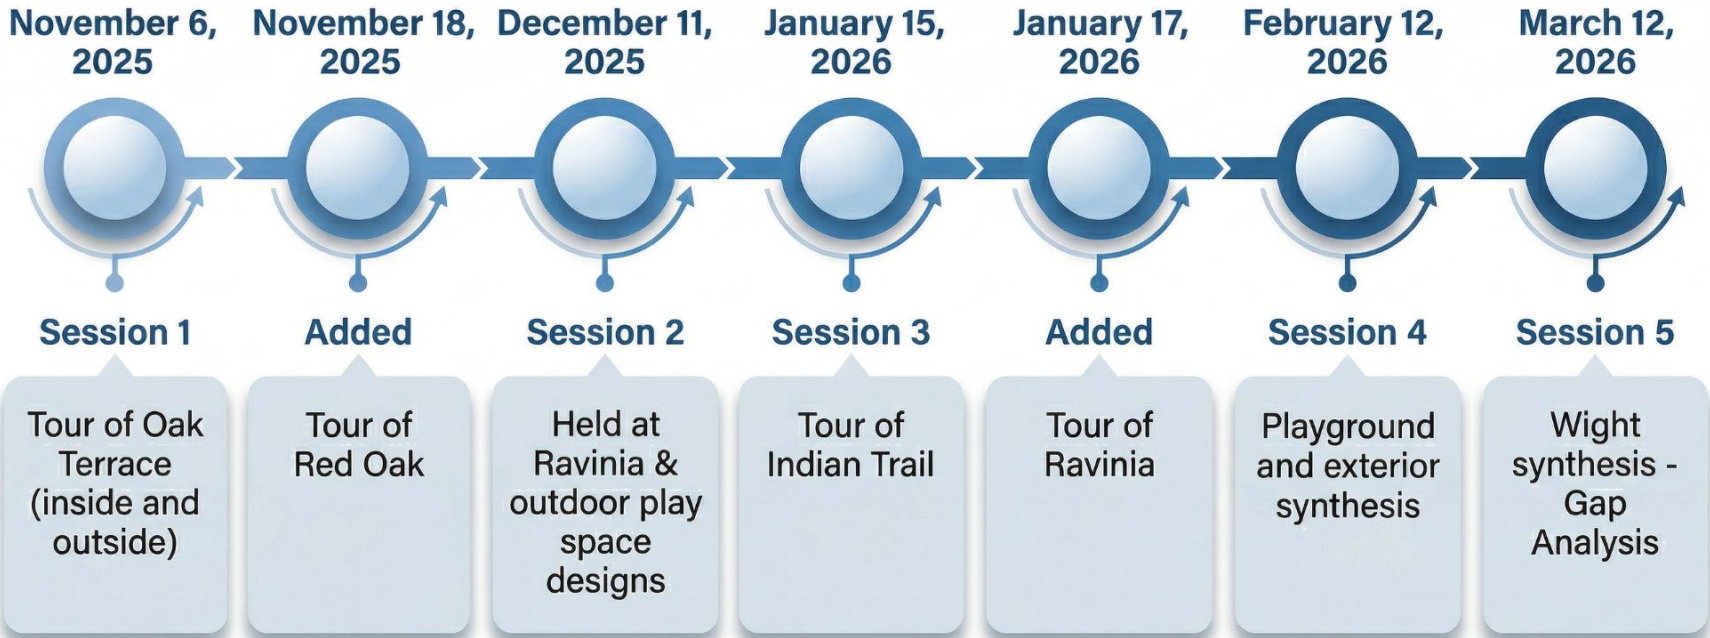 November 6,
2025
November 18,
2025
December 11,
2025
January 15,
2026
January 17,
2026
February 12,
2026
March 12,
2026
Session 1
Added
Session 2
Session 3
Added
Session 4
Session 5
Tour of Oak
Terrace
(inside and
outside)
Tour of
Red Oak
Held at
Ravinia &
outdoor play
space
designs
Tour of
Indian Trail
Tour of
Ravinia
Playground
and exterior
synthesis
Wight
synthesis -
Gap
Analysis